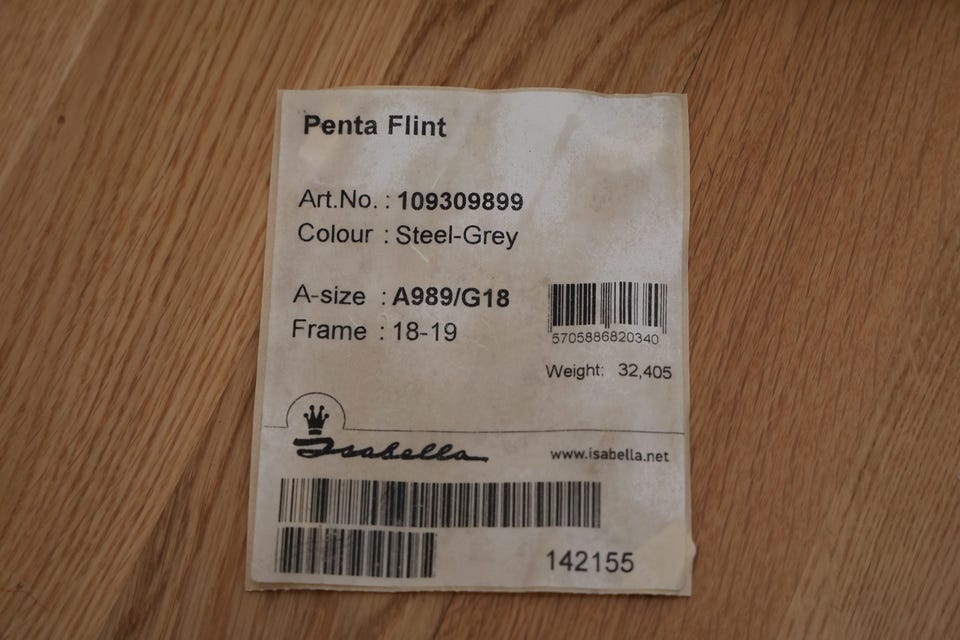 Penta Flint
Art.No. : 109309899
Colour : Steel-Grey
A-size : A989/G18
Frame : 18-19
5705886820340
Weight: 32,405
Isabella
www.isabella.net
142155